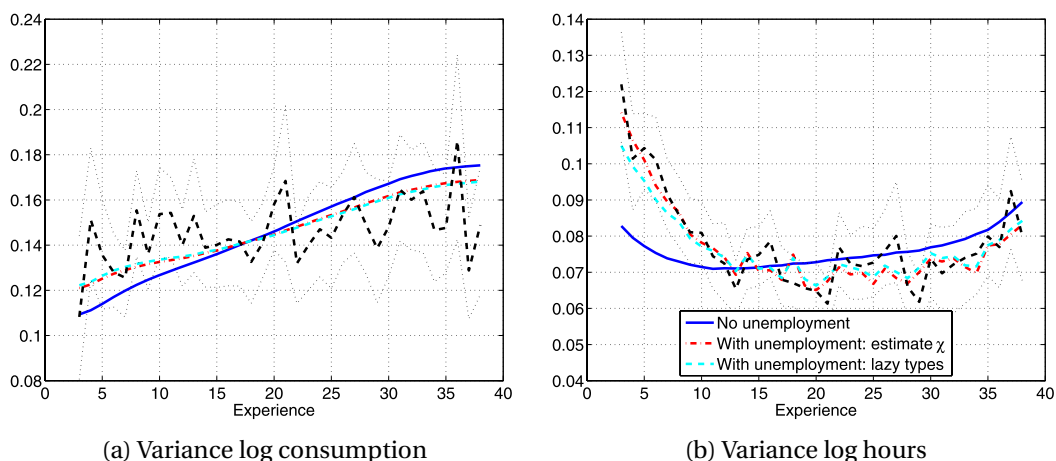 0.24
0.22
0.2
0.18
0.16
0.14
0.12
0.1
0.08
0 5 10 15 20 25 30 35 40
Experience
(a) Variance log consumption
0.14
0.13
0.12
0.11
0.1
0.09
0.08
0.07
0.06
0.05
0.04
0 5 10 15 20 25 30 35 40
Experience
No unemployment
With unemployment: estimate χ
With unemployment: lazy types
(b) Variance log hours